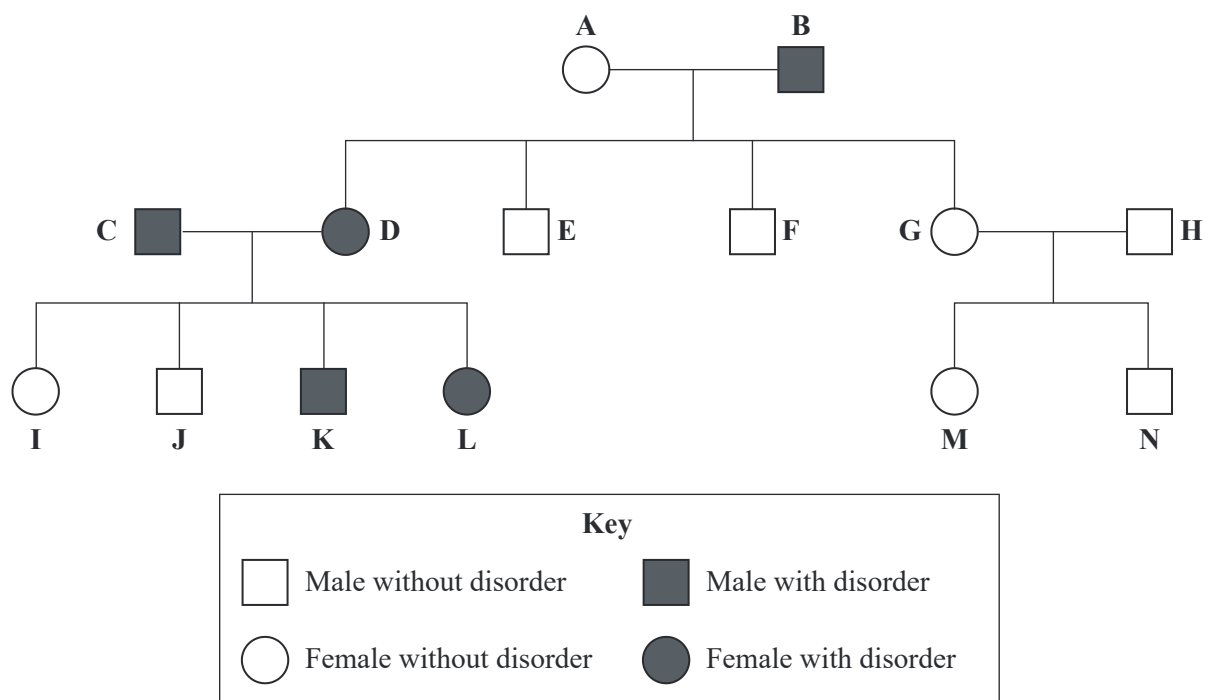 A B
C D E F G H
I J K L M N
Key
Male without disorder Male with disorder
Female without disorder Female with disorder